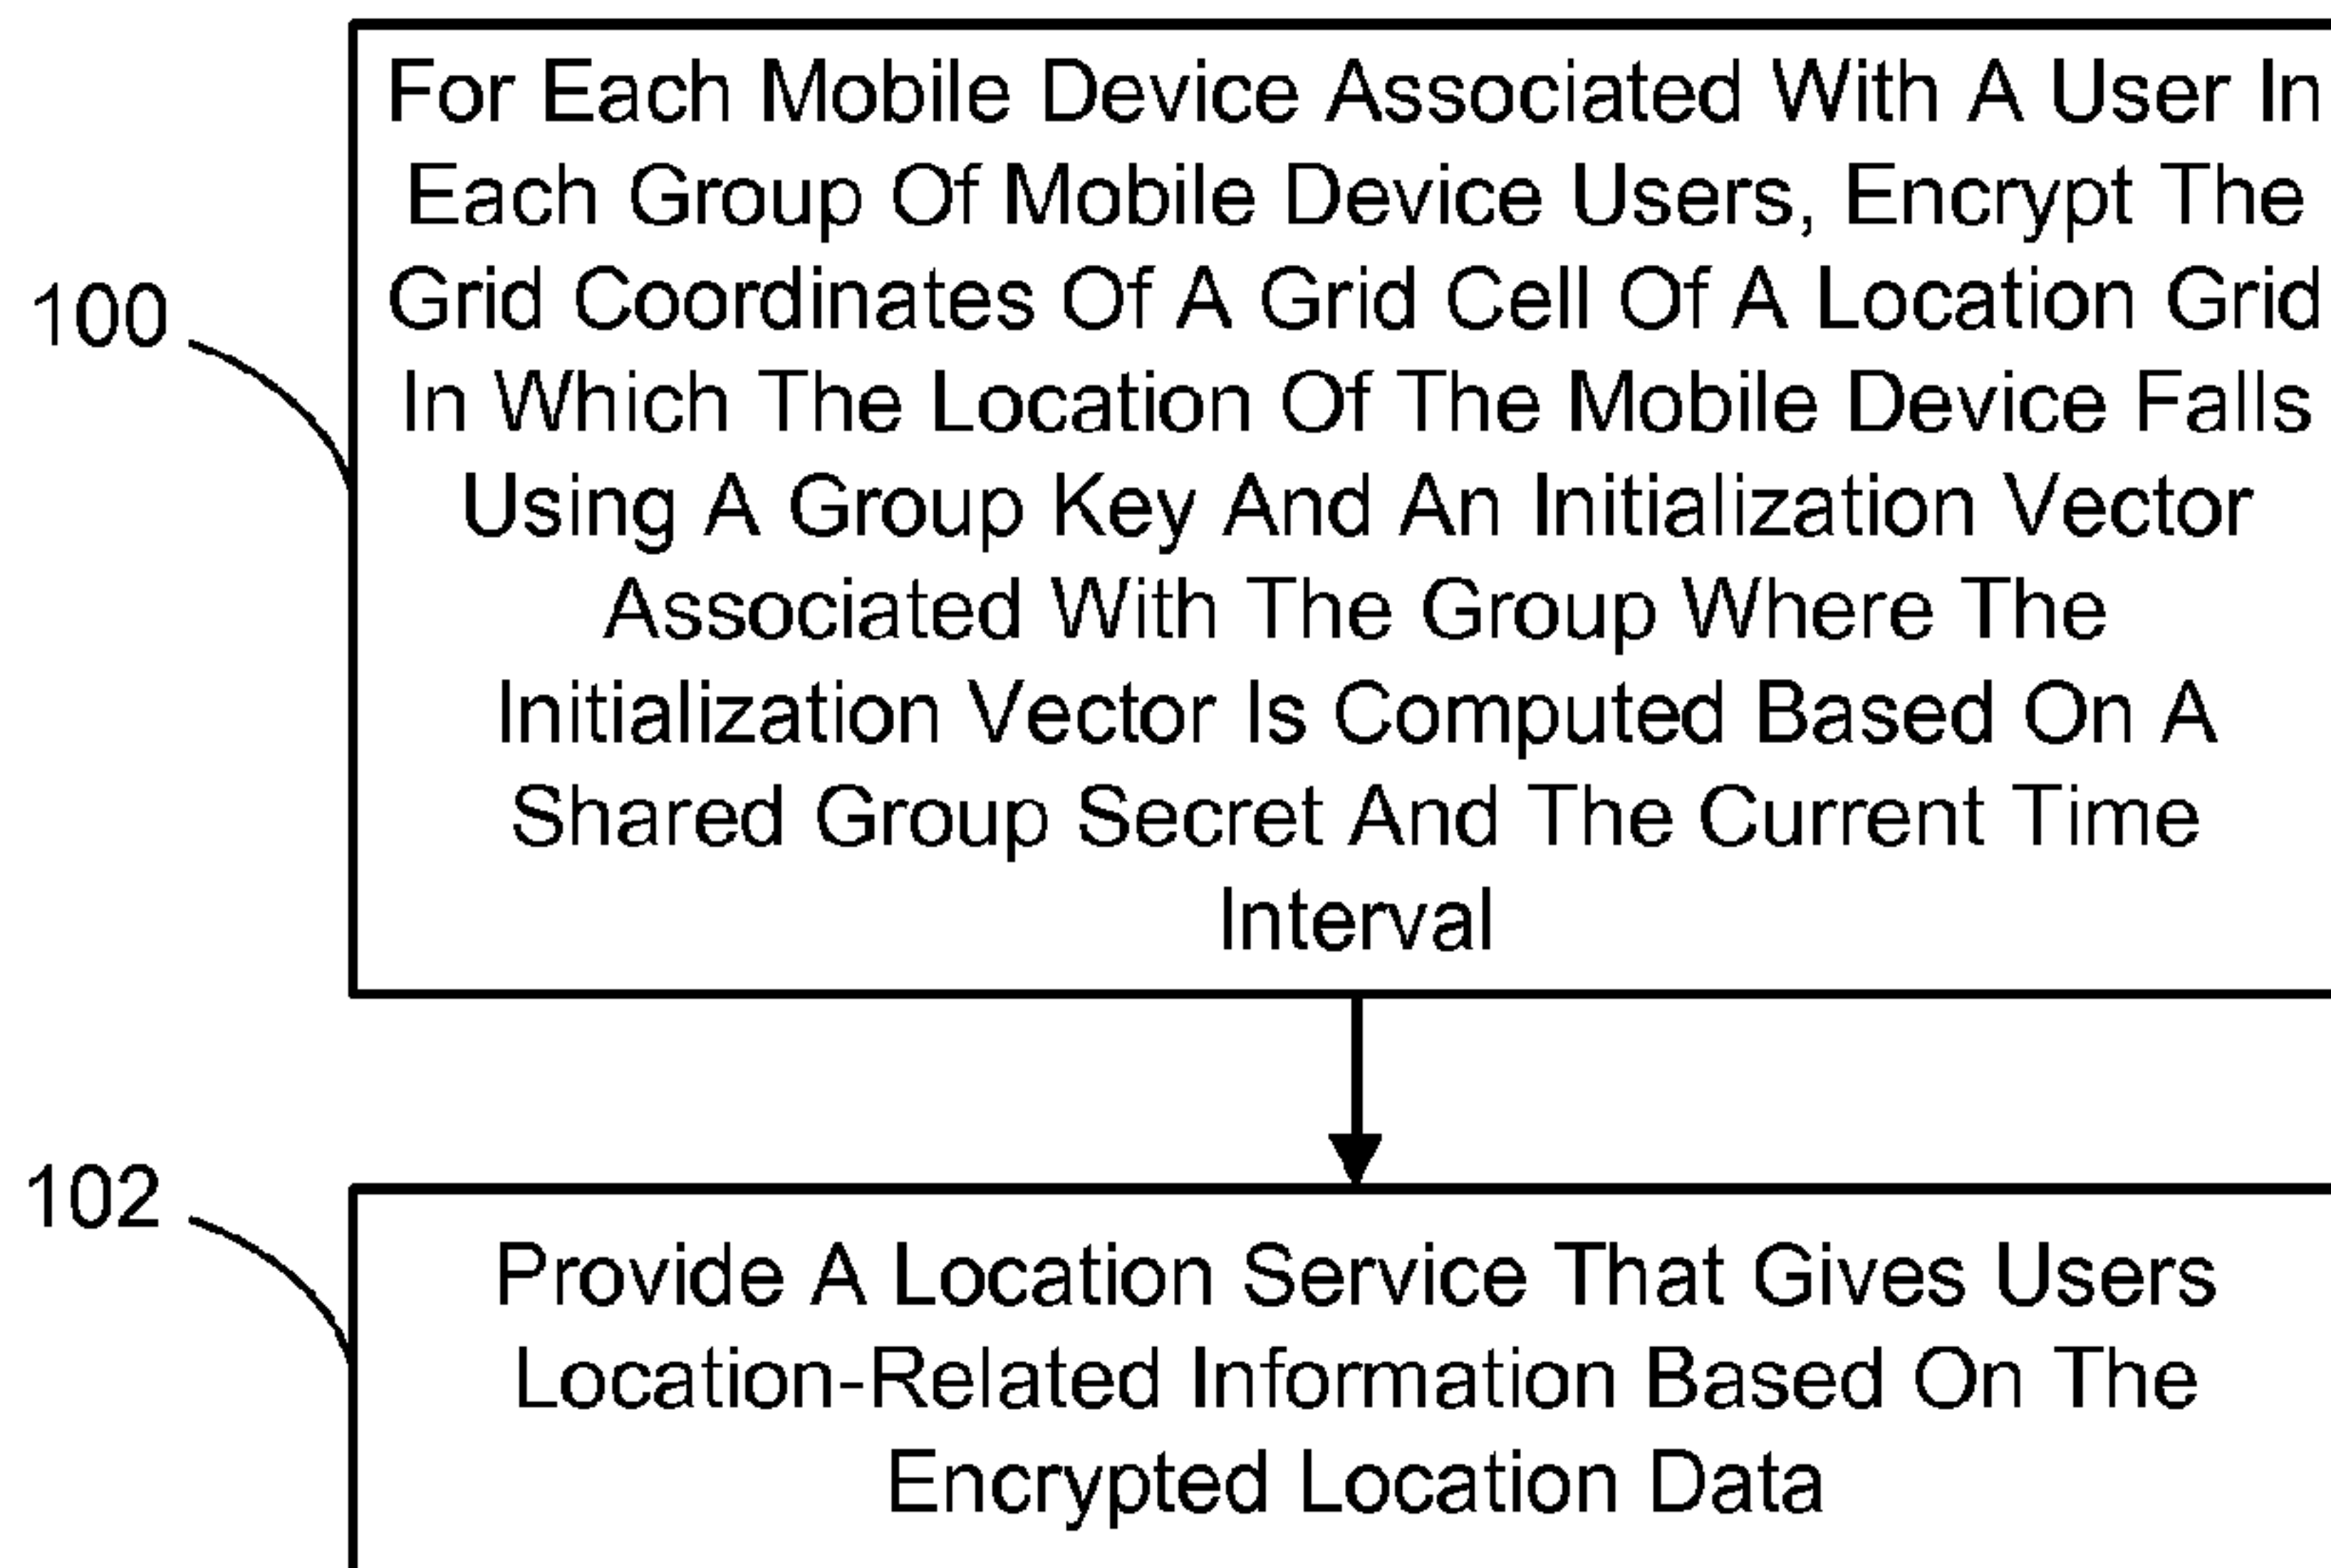 For Each Mobile Device Associated With A User In
Each Group Of Mobile Device Users, Encrypt The
Grid Coordinates Of A Grid Cell Of A Location Grid
100
In Which The Location Of The Mobile Device Falls
Using A Group Key And An Initialization Vector
Associated With The Group Where The
Initialization Vector Is Computed Based On A
Shared Group Secret And The Current Time
Interval
102
Provide A Location Service That Gives Users
Location-Related Information Based On The
Encrypted Location Data